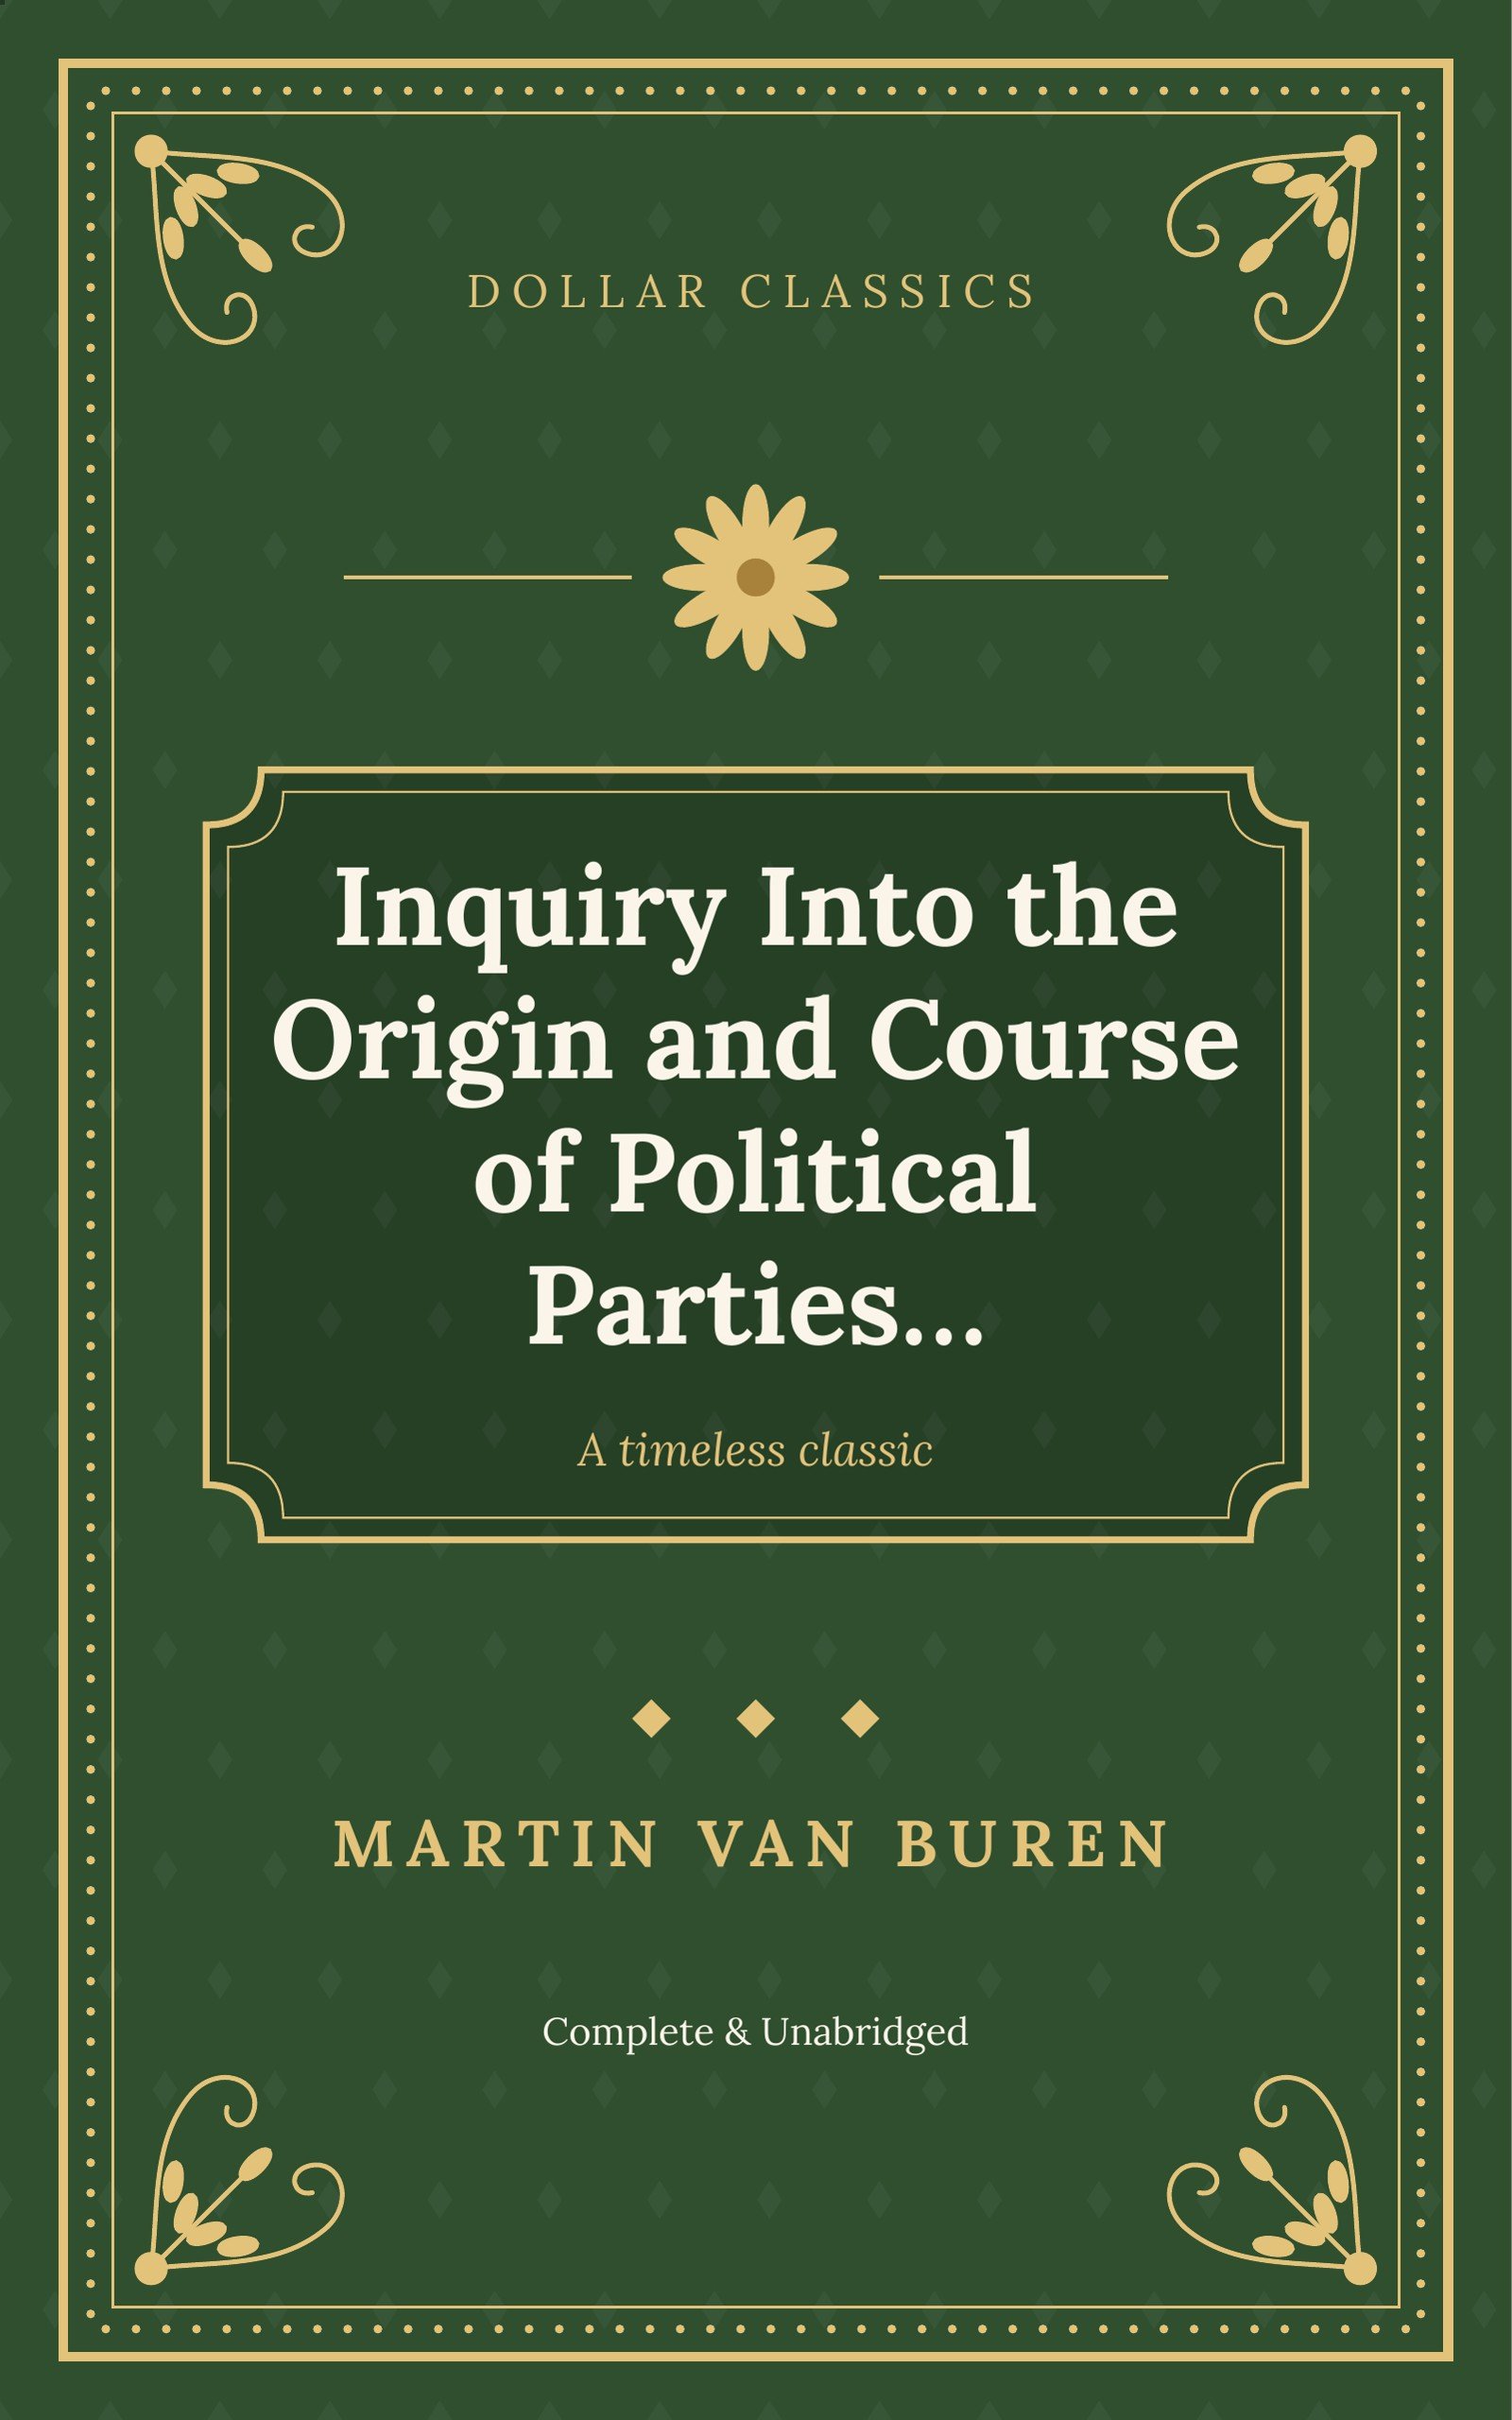 DOLLAR CLASSICS
Inquiry Into the
Origin and Course
of Political
Parties...
A timeless classic
MARTIN VAN BUREN
Complete & Unabridged